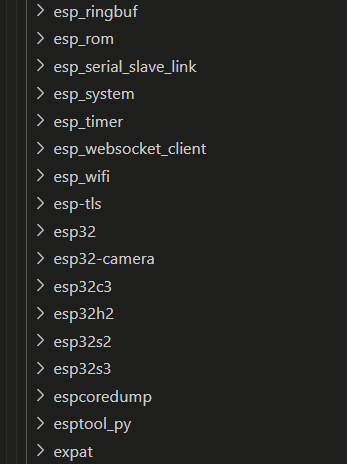 esp_ringbuf
esp_rom
esp_serial_slave_link
esp_system
esp_timer
esp_websocket_client
esp_wifi
esp-tls
esp32
esp32-camera
esp32c3
esp32h2
esp32s2
esp32s3
espcoredump
esptool_py
expat